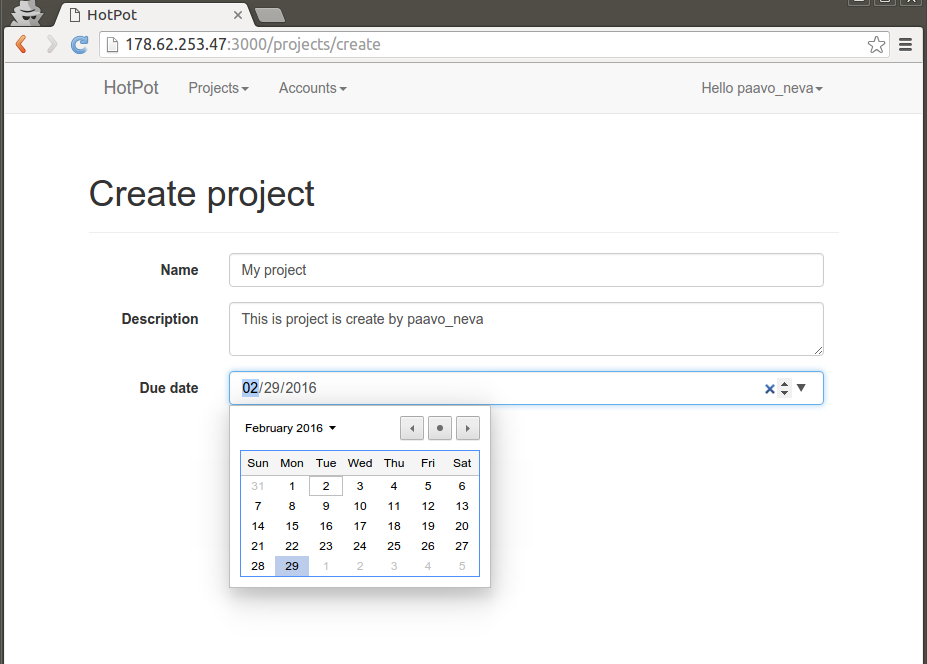 HotPot
178.62.253.47:3000/projects/create
HotPot Projects Accounts Hello paavo_neva
Create project
Name My project
Description This is project is create by paavo_neva
Due date 02/29/2016
February 2016
Sun Mon Tue Wed Thu Fri Sat
31 1 2 3 4 5 6
7 8 9 10 11 12 13
14 15 16 17 18 19 20
21 22 23 24 25 26 27
28 29 1 2 3 4 5